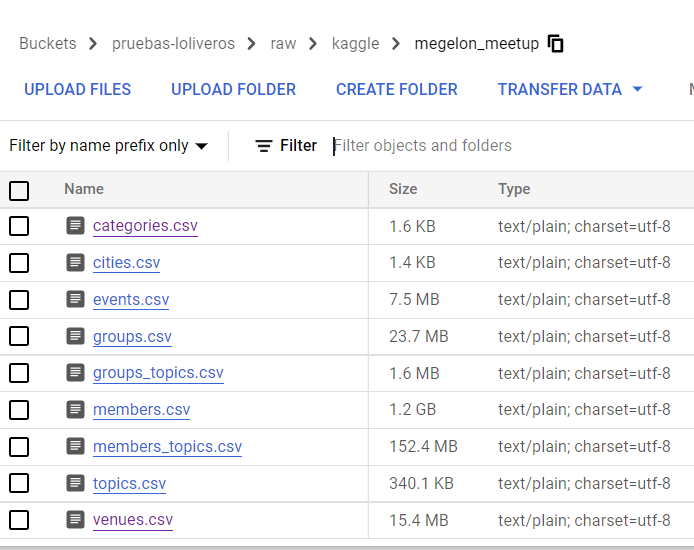 Buckets > pruebas-loliveros > raw > kaggle > megelon_meetup
UPLOAD FILES UPLOAD FOLDER CREATE FOLDER TRANSFER DATA
Filter by name prefix only Filter Filter objects and folders
Name Size Type
categories.csv 1.6 KB text/plain; charset=utf-8
cities.csv 1.4 KB text/plain; charset=utf-8
events.csv 7.5 MB text/plain; charset=utf-8
groups.csv 23.7 MB text/plain; charset=utf-8
groups_topics.csv 1.6 MB text/plain; charset=utf-8
members.csv 1.2 GB text/plain; charset=utf-8
members_topics.csv 152.4 MB text/plain; charset=utf-8
topics.csv 340.1 KB text/plain; charset=utf-8
venues.csv 15.4 MB text/plain; charset=utf-8